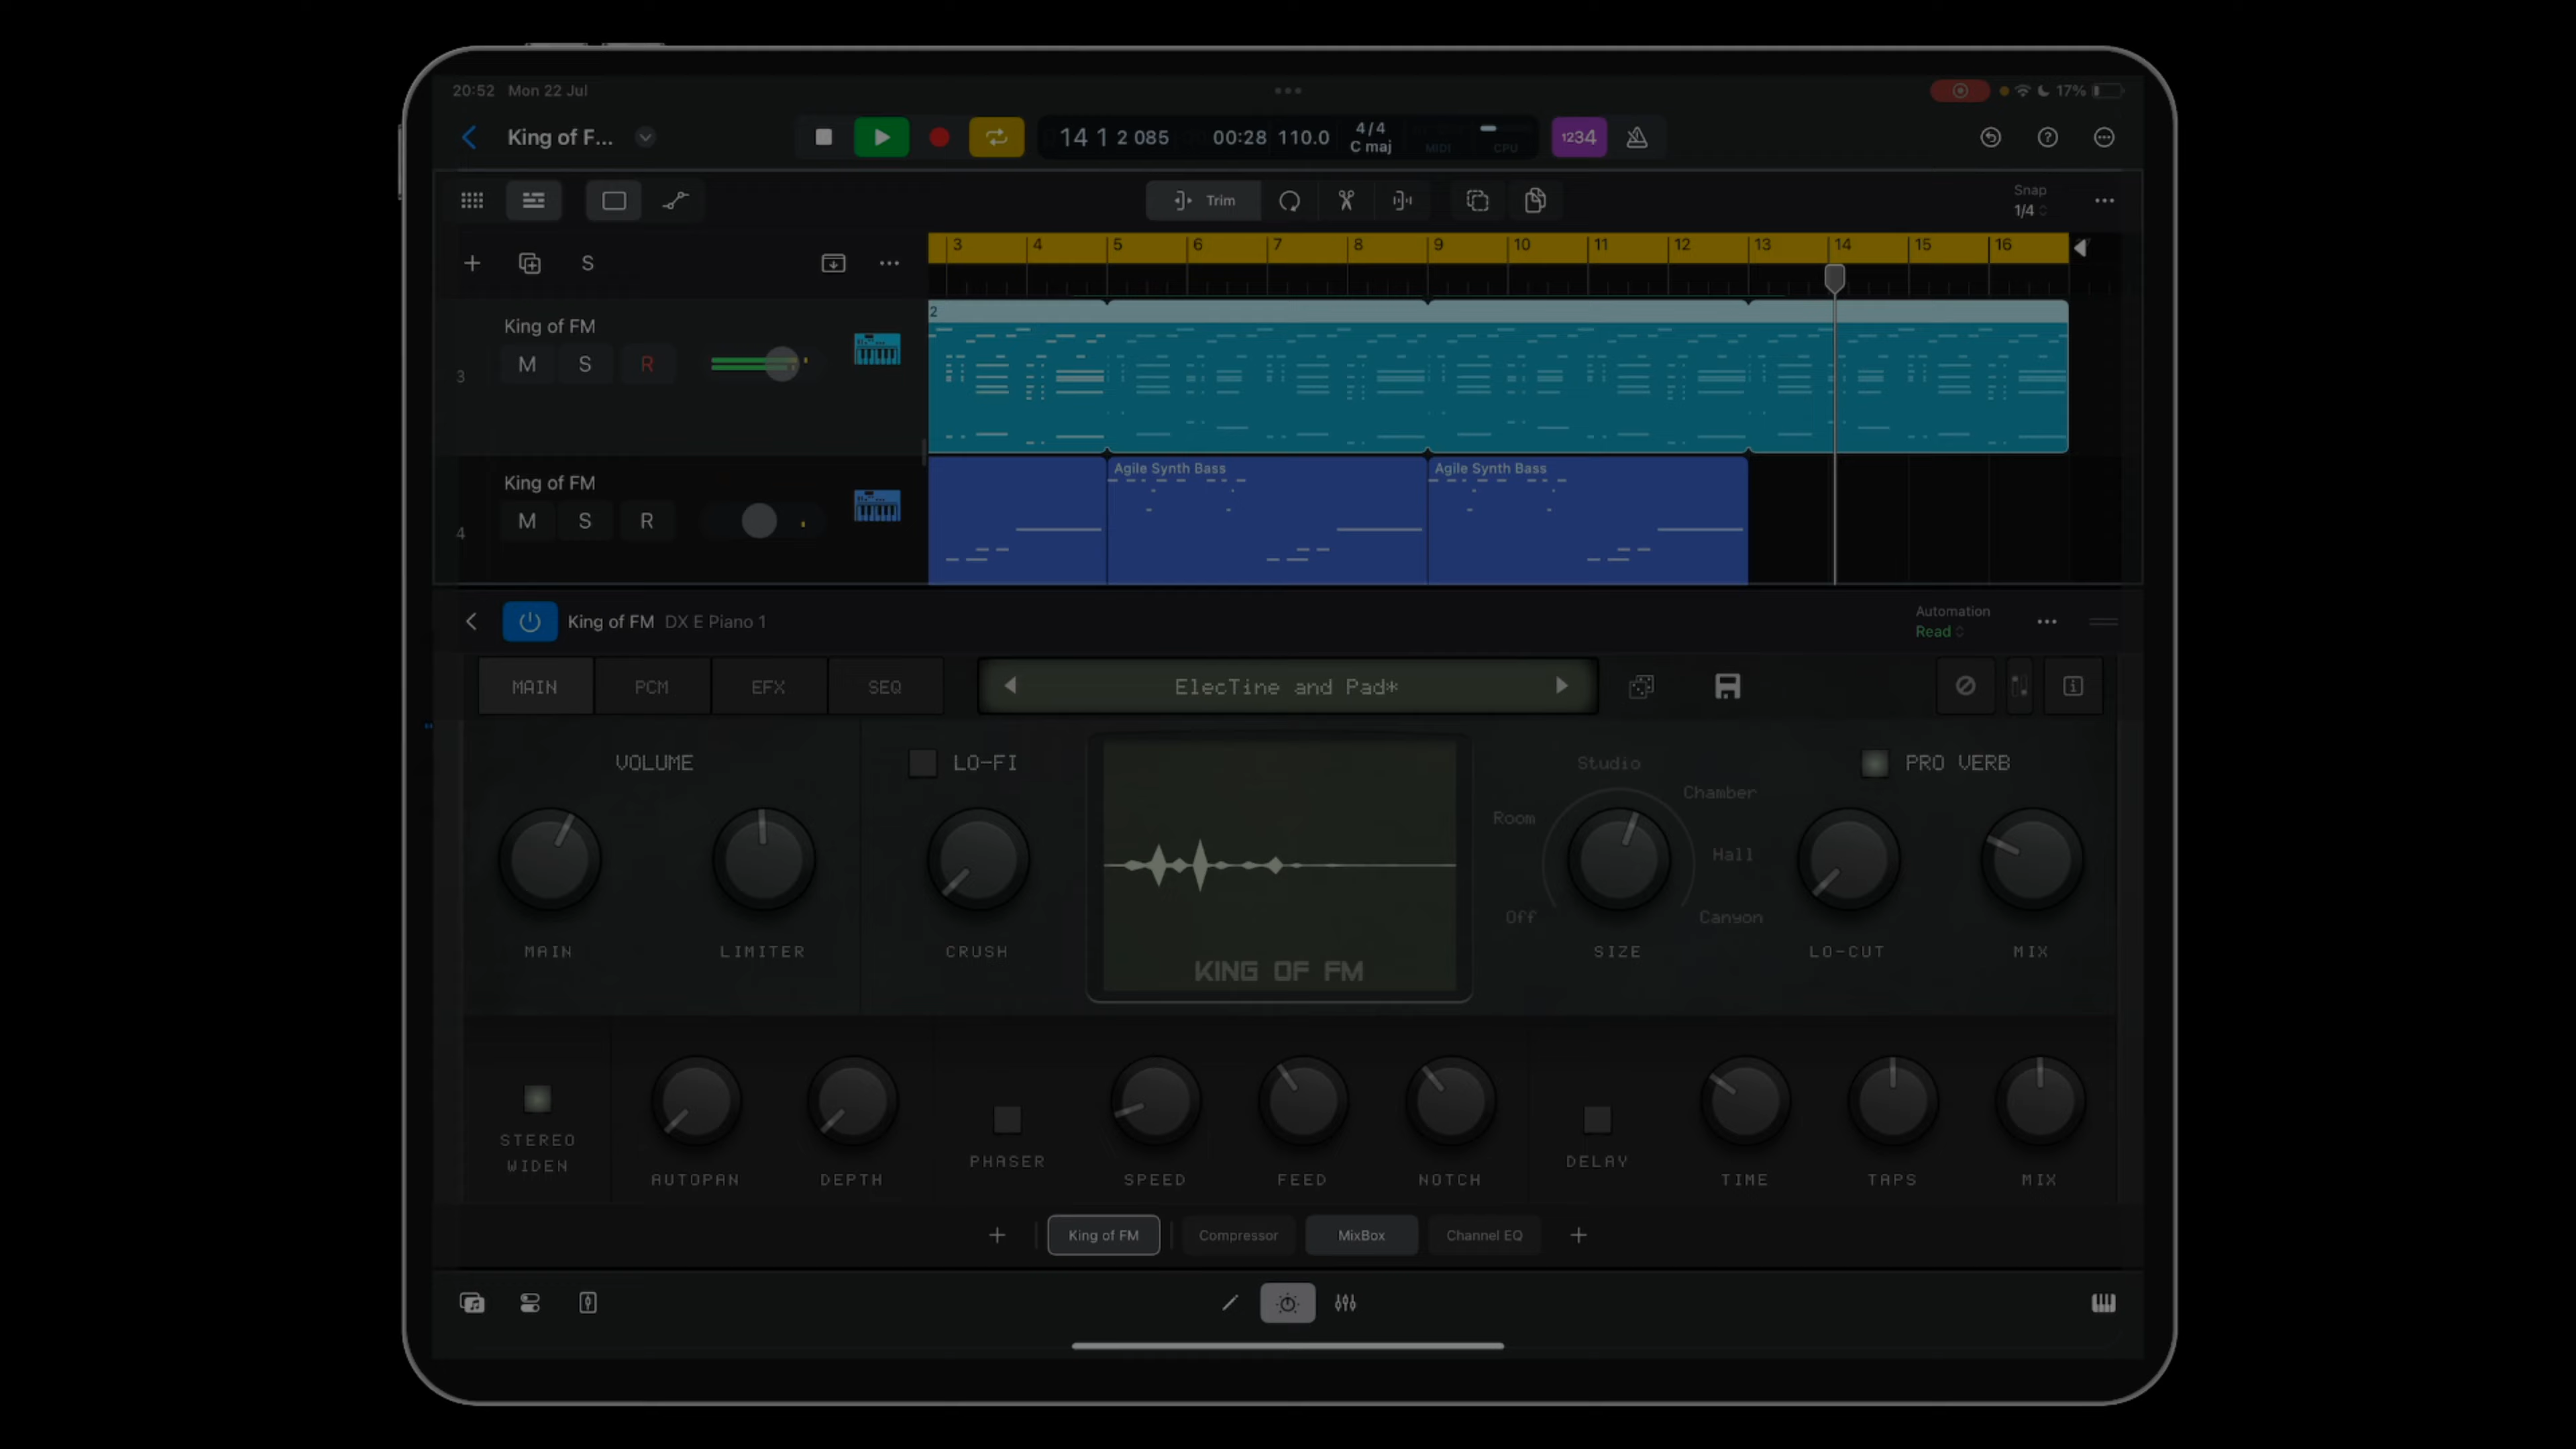 20:52 Mon 22 Jul
17%
King of F...
14 1 2 085 00:28 110.0 4/4 C maj MIDI CPU 1234
Trim
Snap
1/4
S
3 4 5 6 7 8 9 10 11 12 13 14 15 16
2
King of FM
M S R
3
Agile Synth Bass Agile Synth Bass
King of FM
M S R
4
King of FM DX E Piano 1
Automation
Read
MAIN PCM EFX SEQ
ElecTine and Pad*
VOLUME
LO-FI
Studio
PRO VERB
Chamber
Room
Hall
Off
Canyon
MAIN LIMITER CRUSH
SIZE LO-CUT MIX
KING OF FM
STEREO
WIDEN
AUTOPAN DEPTH
PHASER
SPEED FEED NOTCH
DELAY
TIME TAPS MIX
King of FM Compressor MixBox Channel EQ